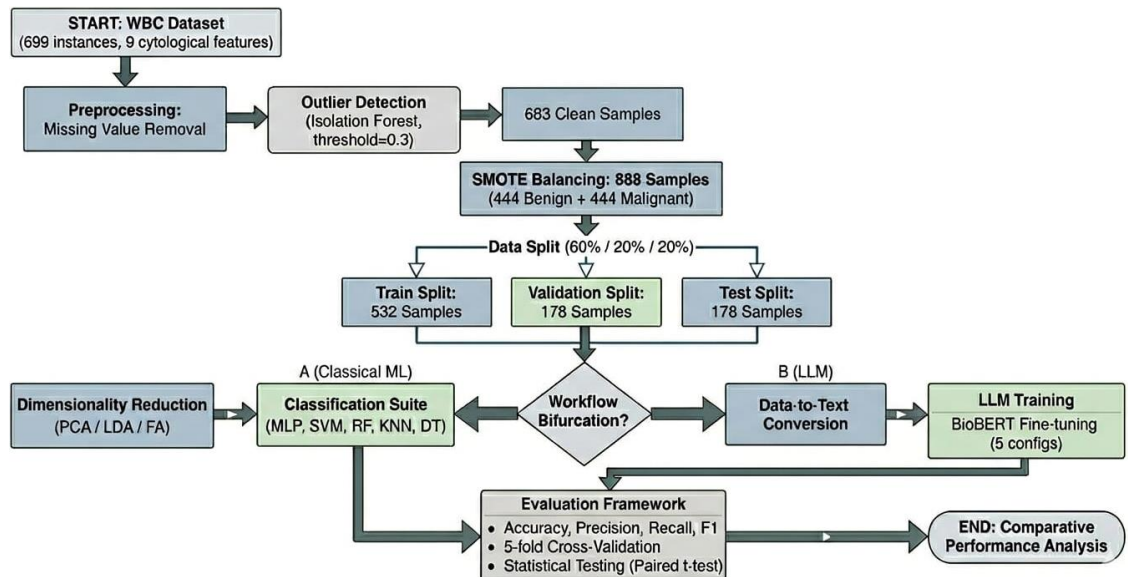 START: WBC Dataset
(699 instances, 9 cytological features)
Preprocessing:
Missing Value Removal
Outlier Detection
(Isolation Forest,
threshold=0.3)
683 Clean Samples
SMOTE Balancing: 888 Samples
(444 Benign + 444 Malignant)
Data Split (60% / 20% / 20%)
Train Split:
532 Samples
Validation Split:
178 Samples
Test Split:
178 Samples
Dimensionality Reduction
(PCA / LDA / FA)
A (Classical ML)
Classification Suite
(MLP, SVM, RF, KNN, DT)
Workflow
Bifurcation?
B (LLM)
Data-to-Text
Conversion
LLM Training
BioBERT Fine-tuning
(5 configs)
Evaluation Framework
• Accuracy, Precision, Recall, F1
• 5-fold Cross-Validation
• Statistical Testing (Paired t-test)
END: Comparative
Performance Analysis